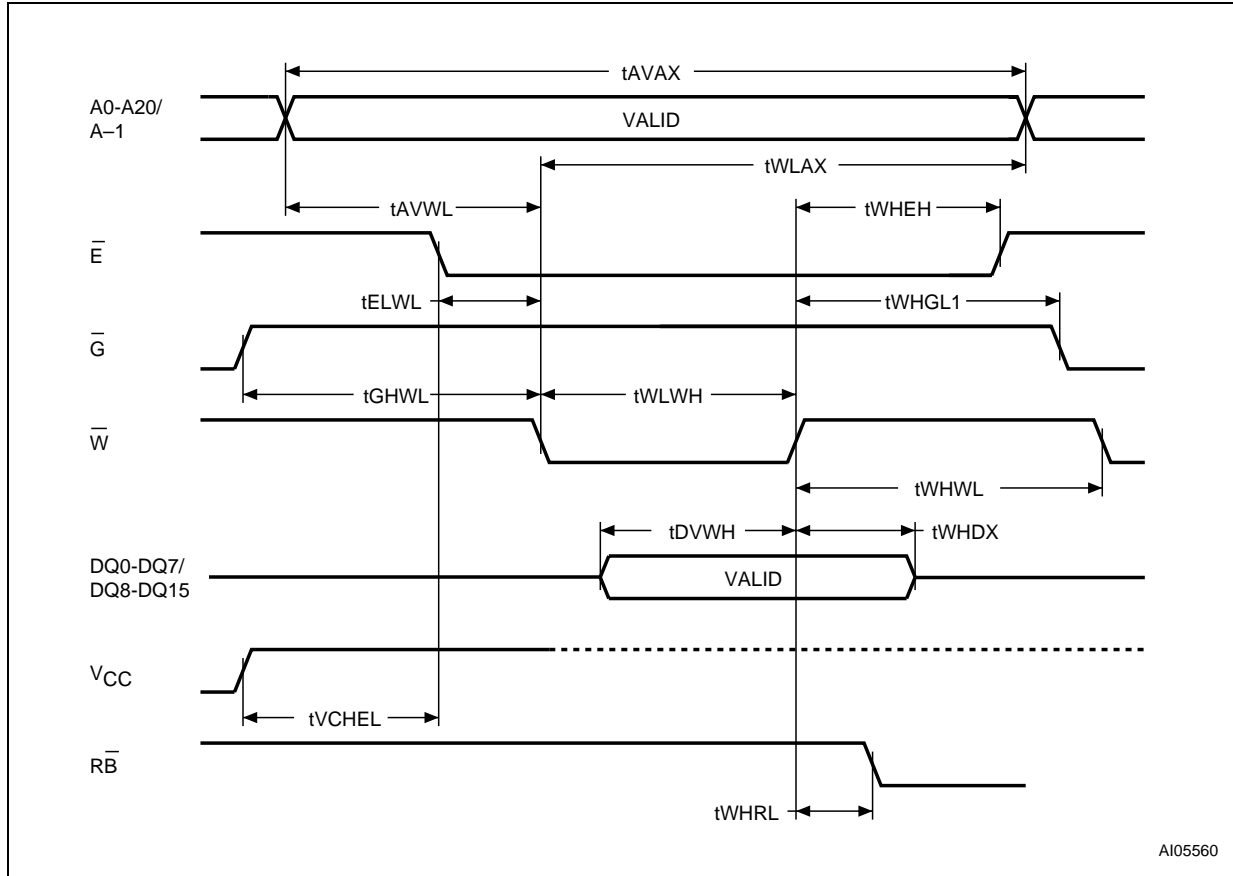 tAVAX
A0-A20/
A–1
VALID
tWLAX
tAVWL
tWHEH
E̅
tELWL
tWHGL1
G̅
tGHWL
tWLWH
W̅
tWHWL
tDVWH
tWHDX
DQ0-DQ7/
DQ8-DQ15
VALID
VCC
tVCHEL
RB̅
tWHRL
AI05560